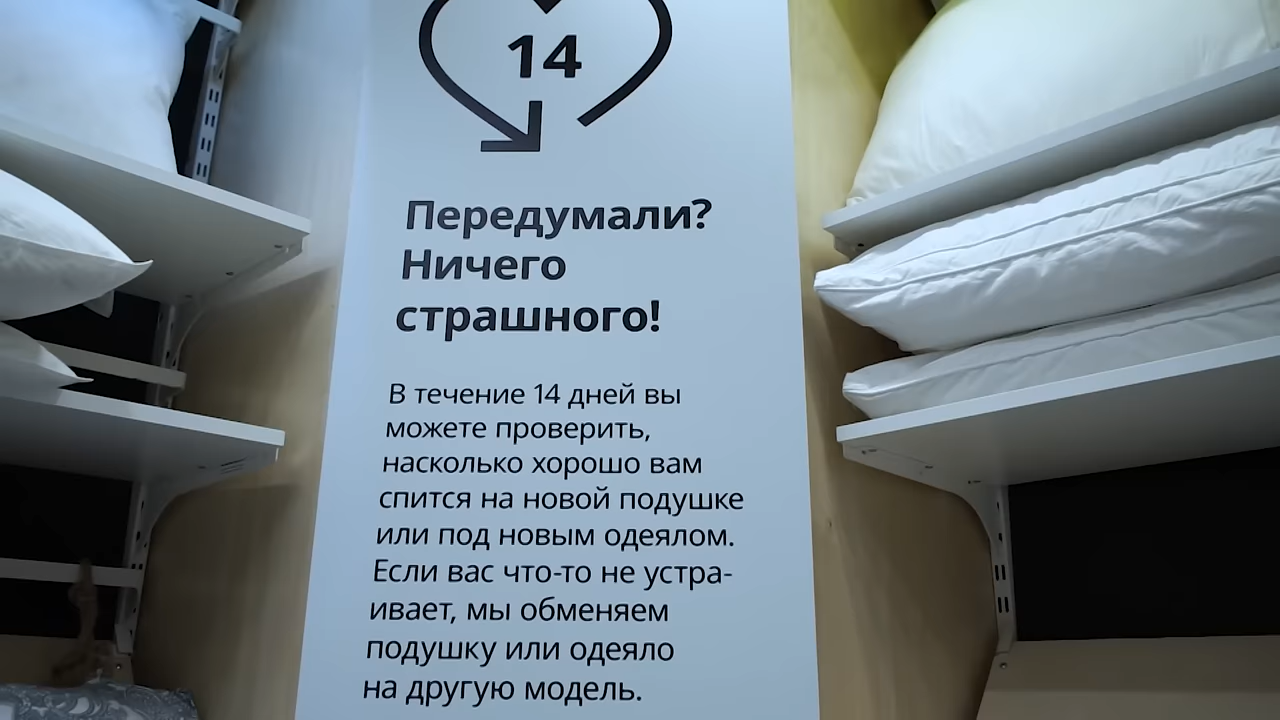 14
Передумали?
Ничего
страшного!
В течение 14 дней вы
можете проверить,
насколько хорошо вам
спится на новой подушке
или под новым одеялом.
Если вас что-то не устра-
ивает, мы обменяем
подушку или одеяло
на другую модель.